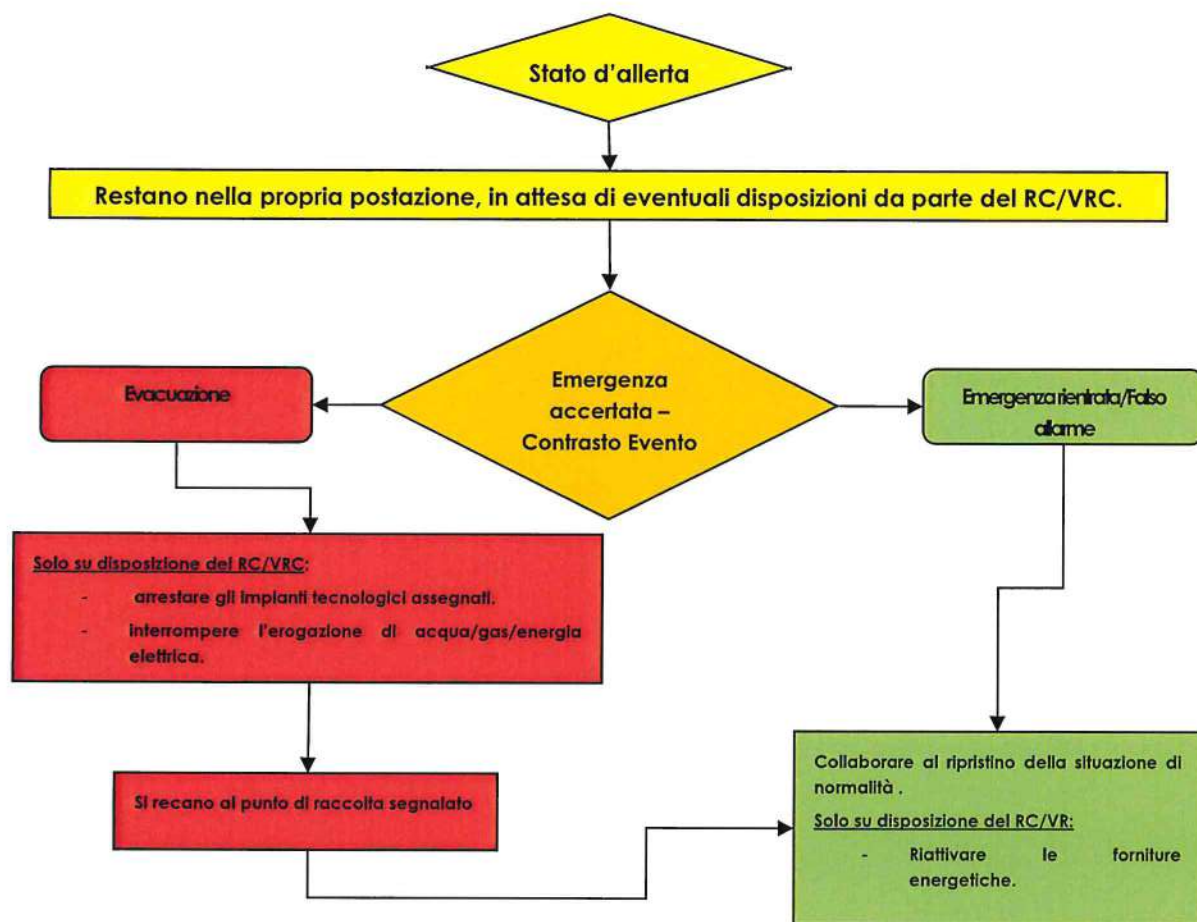 Stato d'allerta
Restano nella propria postazione, in attesa di eventuali disposizioni da parte del RC/VRC.
Emergenza
accertata –
Contrasto Evento
Evacuazione
Emergenza rientrata/Falso
allarme
Solo su disposizione del RC/VRC:
- arrestare gli impianti tecnologici assegnati.
- interrompere l'erogazione di acqua/gas/energia
elettrica.
Si recano al punto di raccolta segnalato
Collaborare al ripristino della situazione di
normalità .
Solo su disposizione del RC/VR:
- Riattivare le forniture
energetiche.